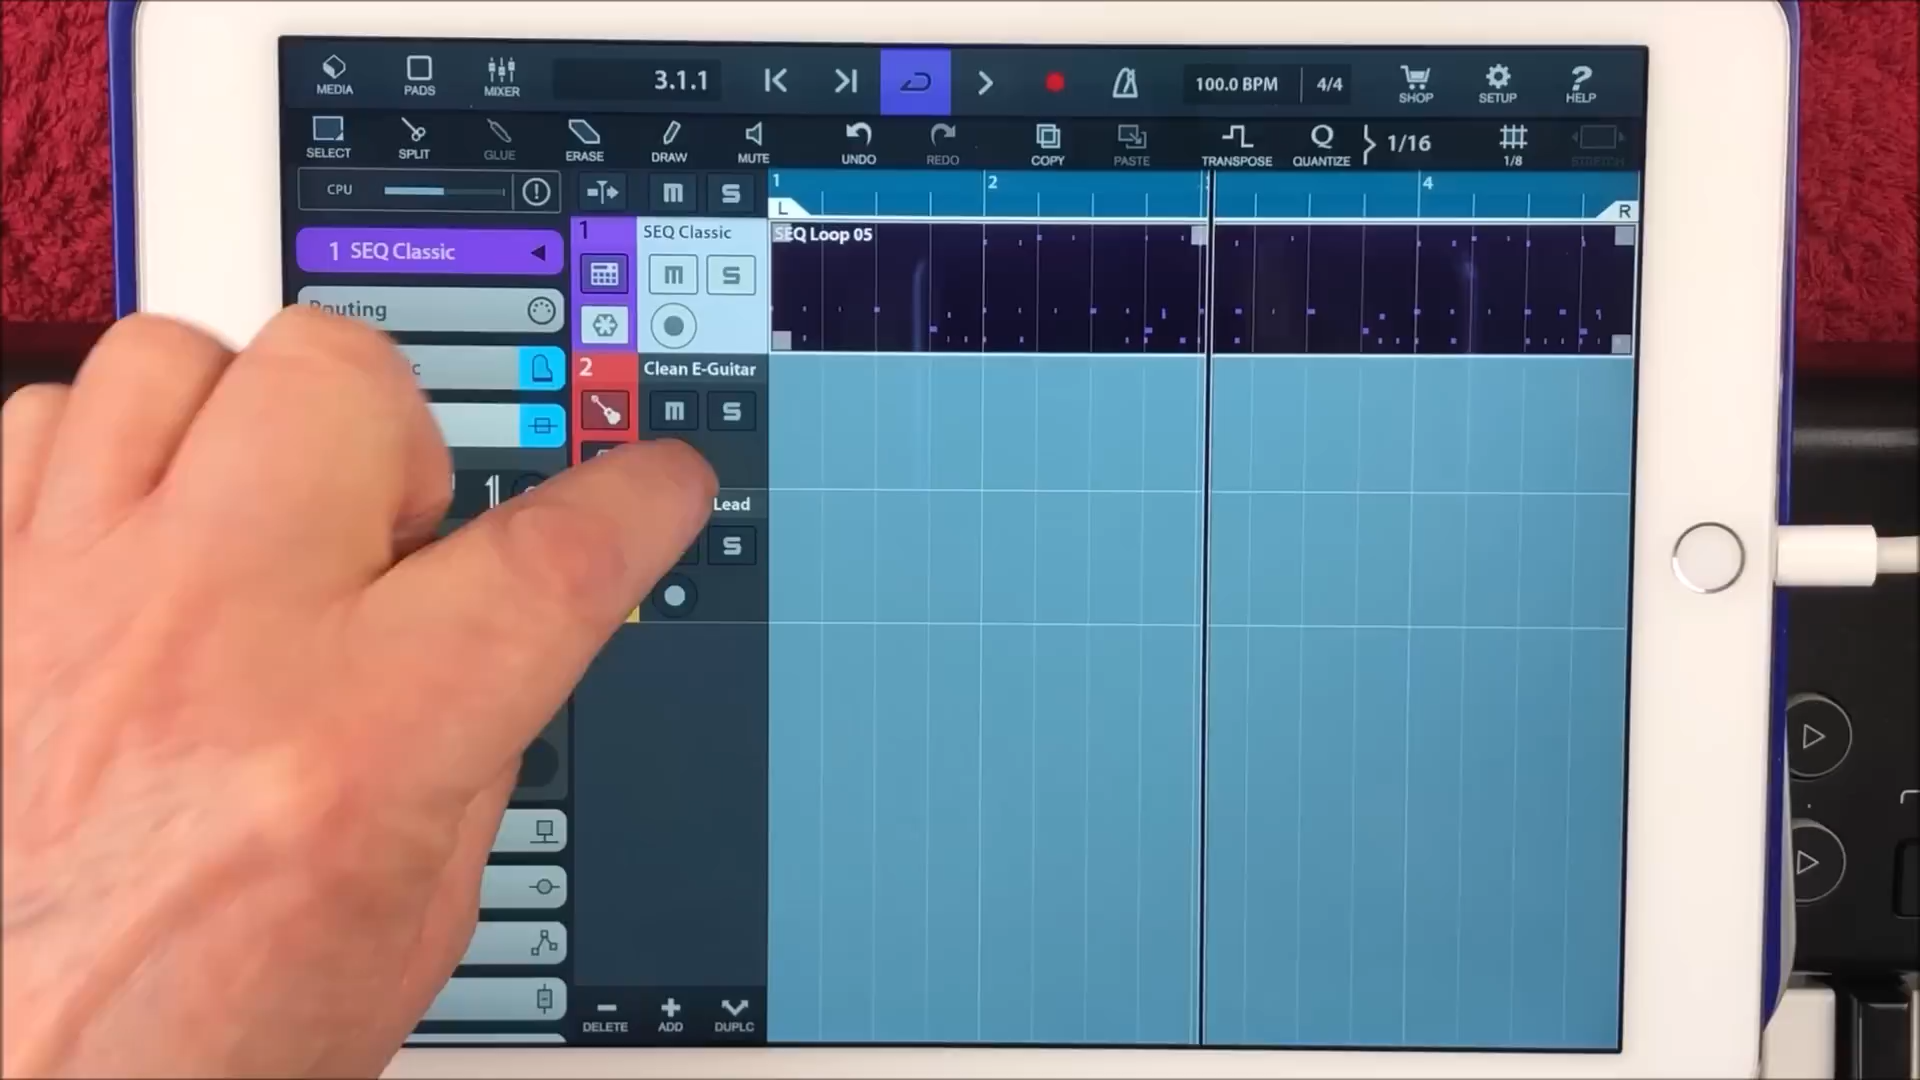 MEDIA PADS MIXER 3.1.1 100.0 BPM 4/4 SHOP SETUP ? HELP
SELECT SPLIT GLUE ERASE DRAW MUTE UNDO REDO COPY PASTE TRANSPOSE Q QUANTIZE 1/16 1/8 STRETCH
CPU ! m S 1 2 4
L R
1 SEQ Classic
1 SEQ Classic
SEQ Loop 05
m S
Routing
2 Clean E-Guitar
m S
Lead
S
DELETE ADD DUPLC